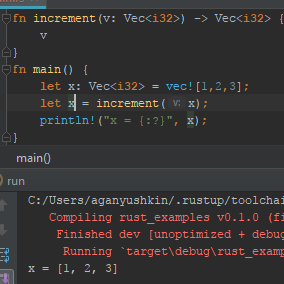 fn increment(v: Vec<i32>) -> Vec<i32> {
    v
}
fn main() {
    let x: Vec<i32> = vec![1,2,3];
    let x = increment( v: x);
    println!("x = {:?}", x);
}
main()
run
C:/Users/aganyushkin/.rustup/toolchai
Compiling rust_examples v0.1.0 (fi
Finished dev [unoptimized + debu
Running `target\debug\rust_examp
x = [1, 2, 3]